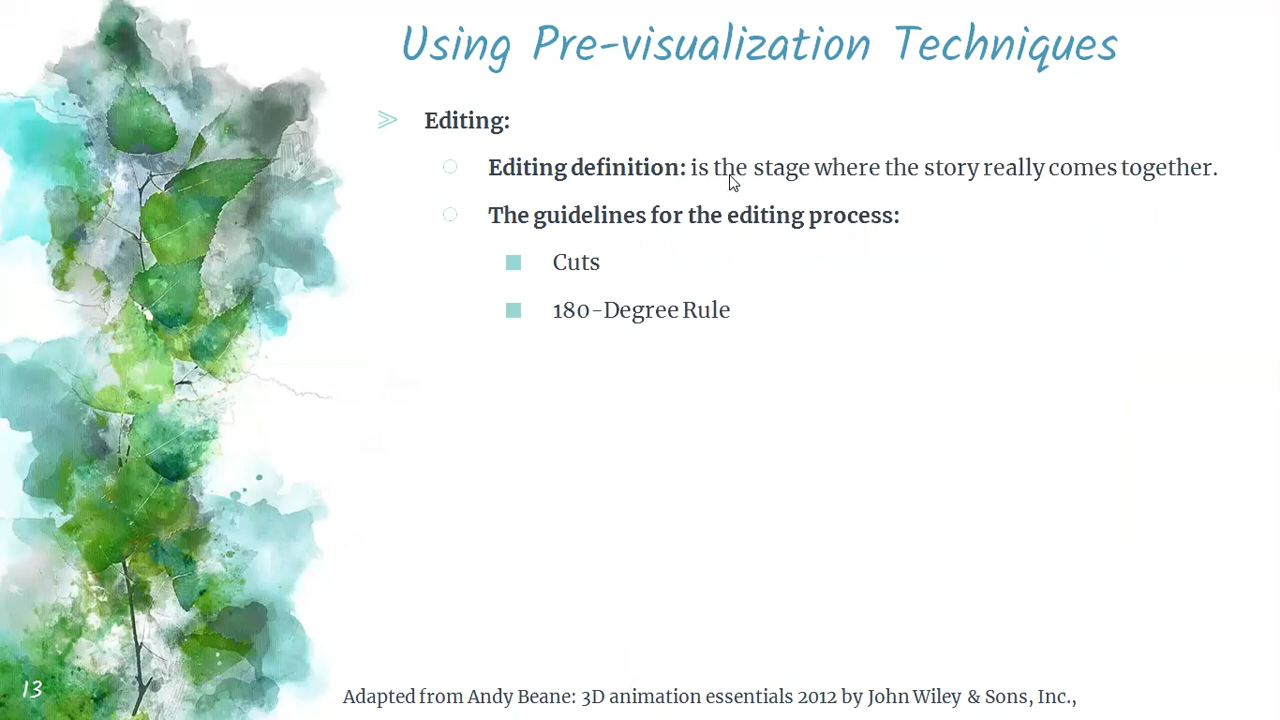 Using Pre-visualization Techniques
Editing:
Editing definition: is the stage where the story really comes together.
The guidelines for the editing process:
Cuts
180-Degree Rule
13
Adapted from Andy Beane: 3D animation essentials 2012 by John Wiley & Sons, Inc.,